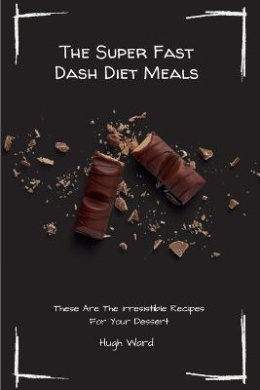 The Super Fast
Dash Diet Meals
These Are The irresistible Recipes
For Your Dessert
Hugh Ward